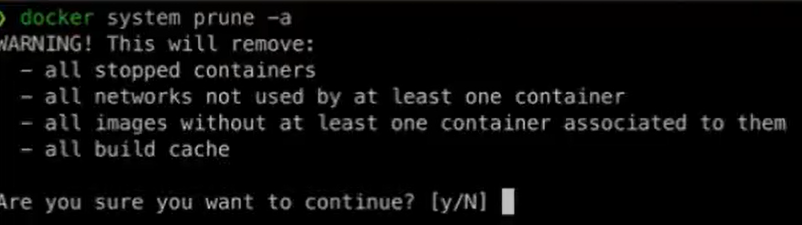 ❯ docker system prune -a
WARNING! This will remove:
- all stopped containers
- all networks not used by at least one container
- all images without at least one container associated to them
- all build cache
Are you sure you want to continue? [y/N]